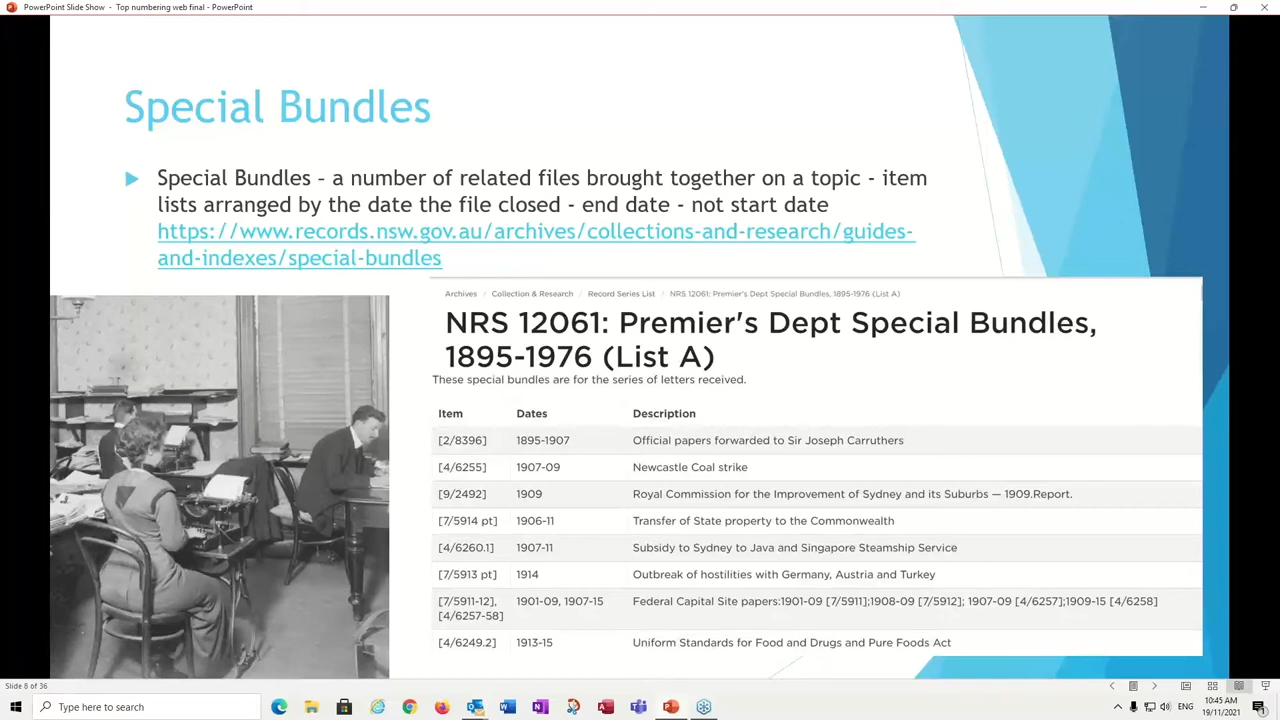 PowerPoint Slide Show - Top numbering web final - PowerPoint
Special Bundles
Special Bundles – a number of related files brought together on a topic - item
lists arranged by the date the file closed - end date - not start date
https://www.records.nsw.gov.au/archives/collections-and-research/guides-
and-indexes/special-bundles
Archives / Collection & Research / Record Series List / NRS 12061: Premier's Dept Special Bundles, 1895-1976 (List A)
NRS 12061: Premier's Dept Special Bundles,
1895-1976 (List A)
These special bundles are for the series of letters received.
Item Dates Description
[2/8396] 1895-1907 Official papers forwarded to Sir Joseph Carruthers
[4/6255] 1907-09 Newcastle Coal strike
[9/2492] 1909 Royal Commission for the Improvement of Sydney and its Suburbs — 1909.Report.
[7/5914 pt] 1906-11 Transfer of State property to the Commonwealth
[4/6260.1] 1907-11 Subsidy to Sydney to Java and Singapore Steamship Service
[7/5913 pt] 1914 Outbreak of hostilities with Germany, Austria and Turkey
[7/5911-12], 1901-09, 1907-15 Federal Capital Site papers:1901-09 [7/5911];1908-09 [7/5912]; 1907-09 [4/6257];1909-15 [4/6258]
[4/6257-58]
[4/6249.2] 1913-15 Uniform Standards for Food and Drugs and Pure Foods Act
Slide 8 of 36
Type here to search
ENG
10:45 AM
19/11/2021